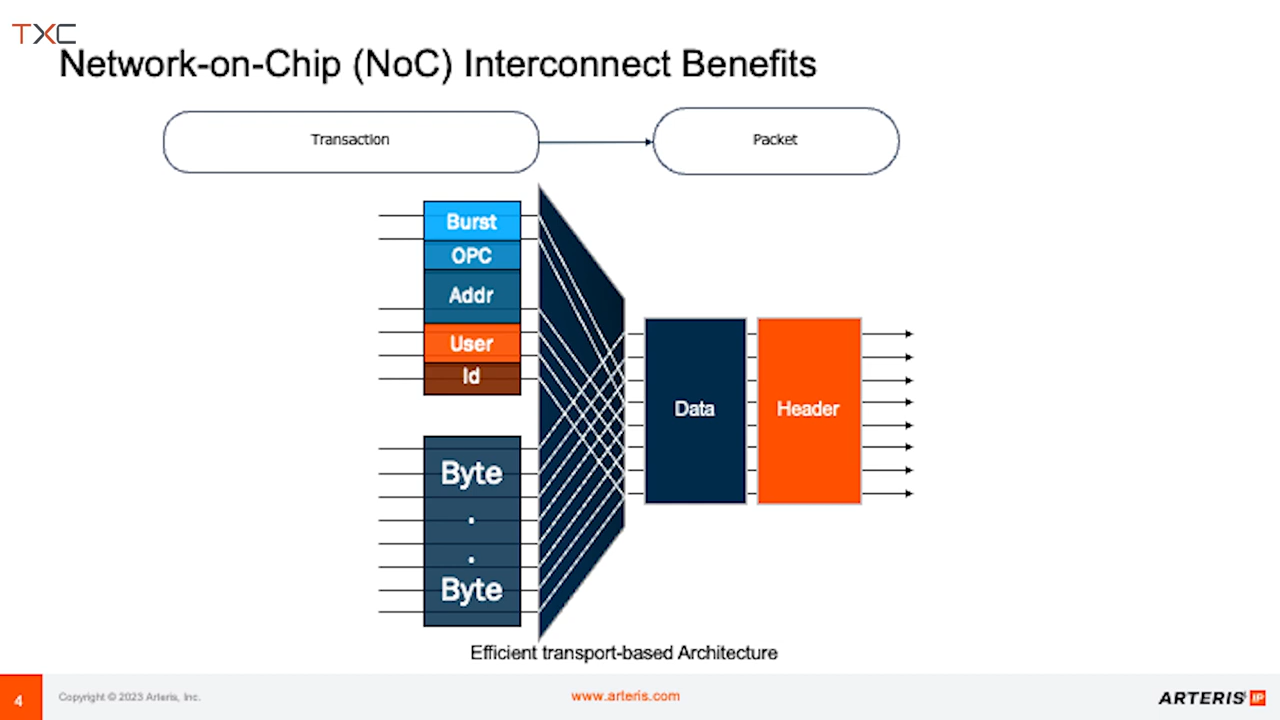 TXC
Network-on-Chip (NoC) Interconnect Benefits
Transaction
Packet
Burst
OPC
Addr
User
Id
Byte
.
.
Byte
Data
Header
Efficient transport-based Architecture
4
Copyright © 2023 Arteris, Inc.
www.arteris.com
ARTERIS IP